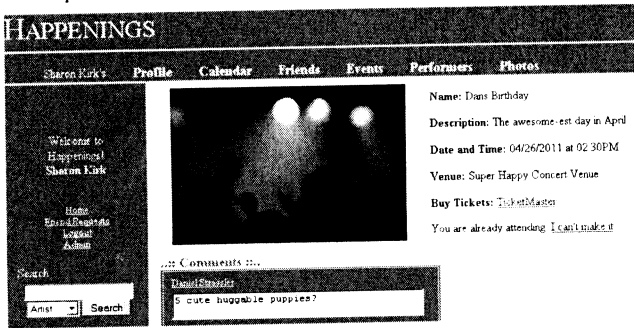 HAPPENINGS
Sharon Kirk's Profile Calendar Friends Events Performers Photos
Welcome to
Happenings!
Sharon Kirk
Home
Friend Requests
Logout
Admin
Search
Artist Search
Name: Dans Birthday
Description: The awesome-est day in April
Date and Time: 04/26/2011 at 02:30PM
Venue: Super Happy Concert Venue
Buy Tickets: TicketMaster
You are already attending. I can't make it
..:: Comments ::..
Daniel
5 cute huggable puppies?